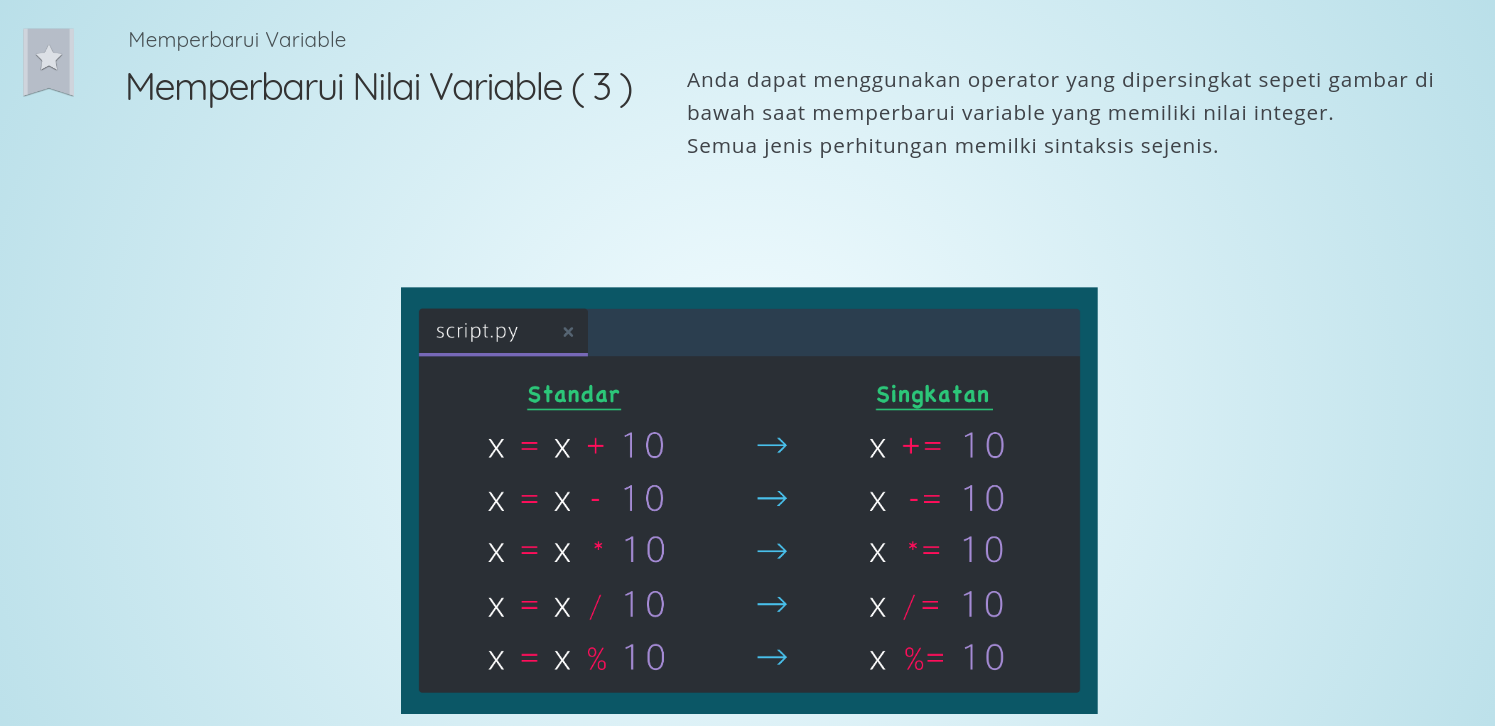 Memperbarui Variable
Memperbarui Nilai Variable ( 3 )
Anda dapat menggunakan operator yang dipersingkat sepeti gambar di
bawah saat memperbarui variable yang memiliki nilai integer.
Semua jenis perhitungan memilki sintaksis sejenis.
script.py ×
Standar Singkatan
x = x + 10 → x += 10
x = x - 10 → x -= 10
x = x * 10 → x *= 10
x = x / 10 → x /= 10
x = x % 10 → x %= 10